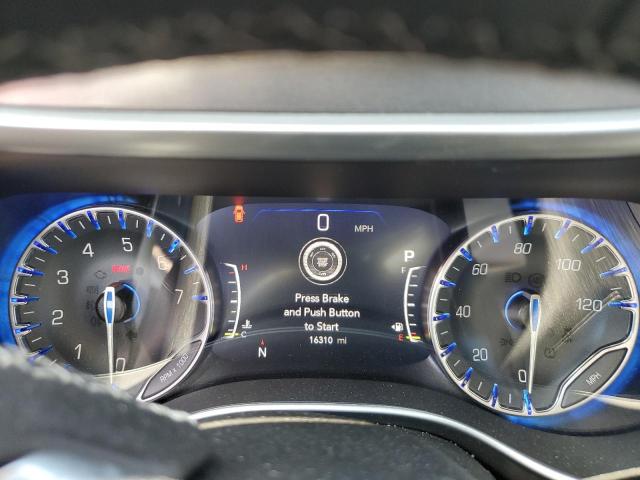 0 MPH
P
H
F
Press Brake
and Push Button
to Start
16310 mi
C
E
N
0
1
2
3
4
5
6
7
RPM x 1000
0
20
40
60
80
100
120
MPH